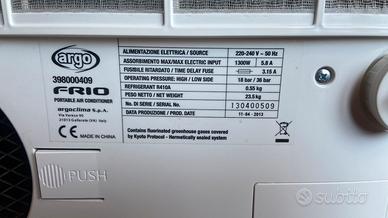 argo
398000409
FRIO
PORTABLE AIR CONDITIONER
argoclima s.p.A.
Via Varese 90
21013 Gallarate (VA) Italy
MADE IN CHINA
ALIMENTAZIONE ELETTRICA / SOURCE 220-240 V ~ 50 Hz
ABSORTION MAX/MAX ELECTRIC INPUT 1300W 5.8 A
FUSIBILE RITARDATO / TIME DELAY FUSE 3.15 A
OPERATING PRESSURE: HIGH / LOW SIDE 18 bar / 36 bar
REFRIGERANT R410A 0.55 kg
PESO NETTO / NET WEIGHT 23.5 kg
NO. DI SERIE / SERIAL NO. 130400509
DATA PRODUZIONE / PROD. DATE 11-04-2013
Contains fluorinated greenhouse gases covered
by Kyoto Protocol - Hermetically sealed system
PUSH
subito